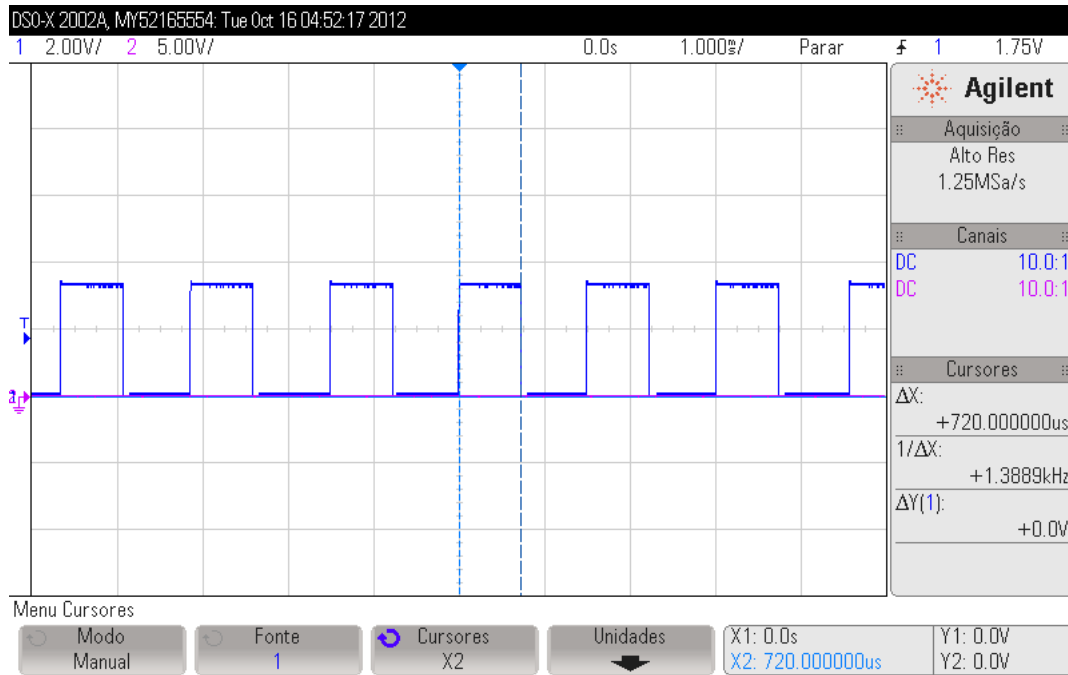 DSO-X 2002A, MY52165554: Tue Oct 16 04:52:17 2012
1 2.00V/ 2 5.00V/ 0.0s 1.000ms/ Parar 1 1.75V
Agilent
Aquisição
Alto Res
1.25MSa/s
Canais
DC 10.0:1
DC 10.0:1
T
Cursores
ΔX:
+720.000000us
1/ΔX:
+1.3889kHz
ΔY(1):
+0.0V
Menu Cursores
Modo
Manual
Fonte
1
Cursores
X2
Unidades
X1: 0.0s
X2: 720.000000us
Y1: 0.0V
Y2: 0.0V